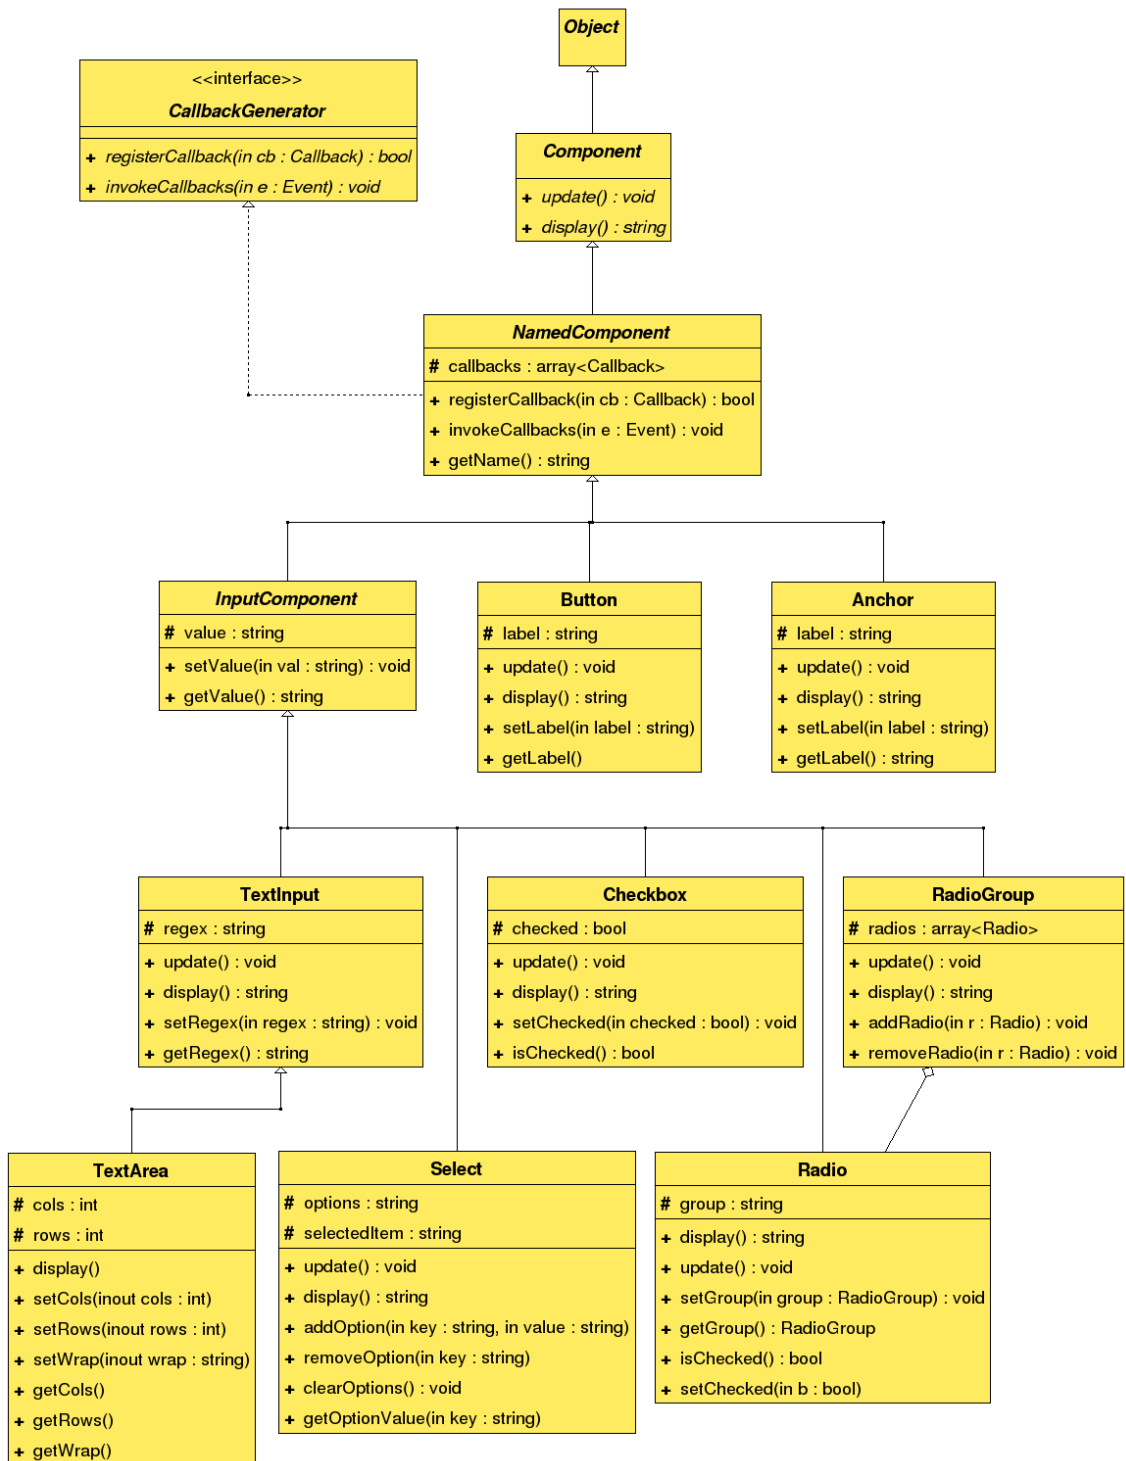 Object
<<interface>>
CallbackGenerator
+ registerCallback(in cb : Callback) : bool
+ invokeCallbacks(in e : Event) : void
Component
+ update() : void
+ display() : string
NamedComponent
# callbacks : array<Callback>
+ registerCallback(in cb : Callback) : bool
+ invokeCallbacks(in e : Event) : void
+ getName() : string
InputComponent
# value : string
+ setValue(in val : string) : void
+ getValue() : string
Button
# label : string
+ update() : void
+ display() : string
+ setLabel(in label : string)
+ getLabel()
Anchor
# label : string
+ update() : void
+ display() : string
+ setLabel(in label : string)
+ getLabel() : string
TextInput
# regex : string
+ update() : void
+ display() : string
+ setRegex(in regex : string) : void
+ getRegex() : string
Checkbox
# checked : bool
+ update() : void
+ display() : string
+ setChecked(in checked : bool) : void
+ isChecked() : bool
RadioGroup
# radios : array<Radio>
+ update() : void
+ display() : string
+ addRadio(in r : Radio) : void
+ removeRadio(in r : Radio) : void
TextArea
# cols : int
# rows : int
+ display()
+ setCols(inout cols : int)
+ setRows(inout rows : int)
+ setWrap(inout wrap : string)
+ getCols()
+ getRows()
+ getWrap()
Select
# options : string
# selectedItem : string
+ update() : void
+ display() : string
+ addOption(in key : string, in value : string)
+ removeOption(in key : string)
+ clearOptions() : void
+ getOptionValue(in key : string)
Radio
# group : string
+ display() : string
+ update() : void
+ setGroup(in group : RadioGroup) : void
+ getGroup() : RadioGroup
+ isChecked() : bool
+ setChecked(in b : bool)